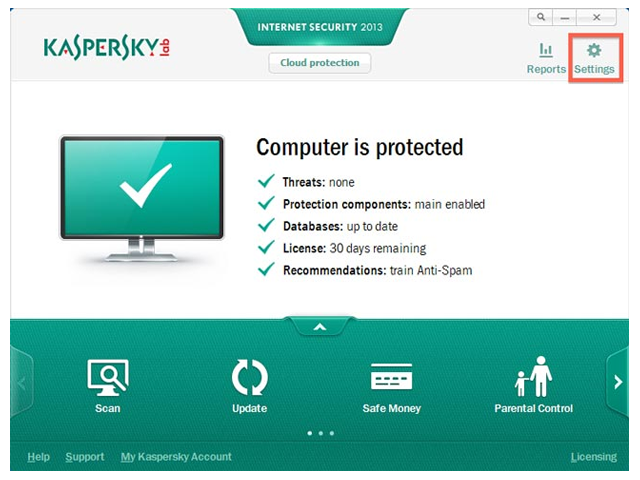 INTERNET SECURITY 2013
KASPERSKY lab
Cloud protection
Reports
Settings
Computer is protected
Threats: none
Protection components: main enabled
Databases: up to date
License: 30 days remaining
Recommendations: train Anti-Spam
Scan
Update
Safe Money
Parental Control
Help
Support
My Kaspersky Account
Licensing